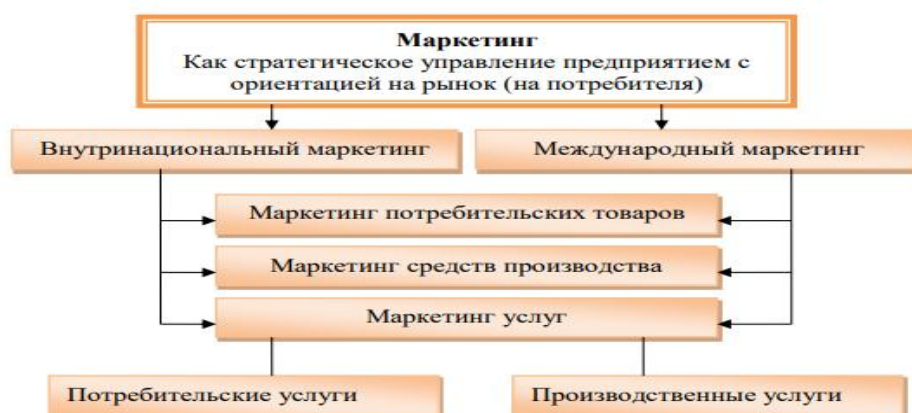 Маркетинг
Как стратегическое управление предприятием с
ориентацией на рынок (на потребителя)
Внутринациональный маркетинг
Международный маркетинг
Маркетинг потребительских товаров
Маркетинг средств производства
Маркетинг услуг
Потребительские услуги
Производственные услуги